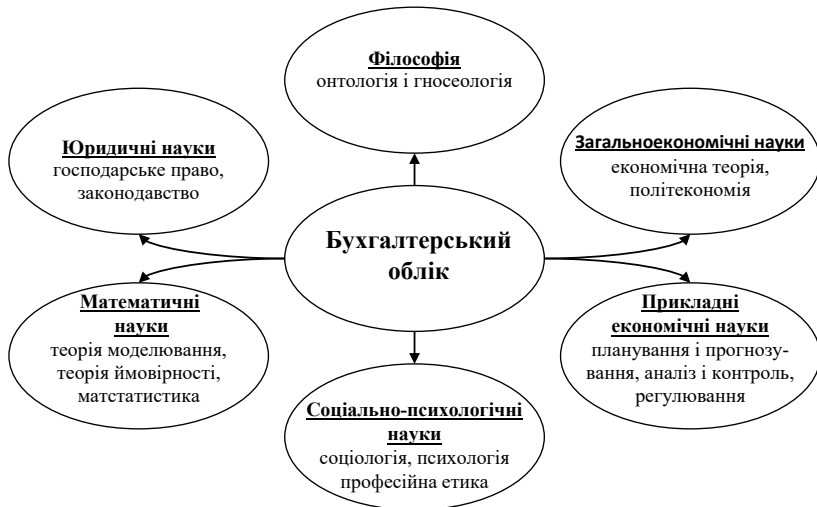 Філософія
онтологія і гносеологія
Юридичні науки
господарське право,
законодавство
Загальноекономічні науки
економічна теорія,
політекономія
Бухгалтерський
облік
Математичні
науки
теорія моделювання,
теорія ймовірності,
матстатистика
Прикладні
економічні науки
планування і прогнозу-
вання, аналіз і контроль,
регулювання
Соціально-психологічні
науки
соціологія, психологія
професійна етика